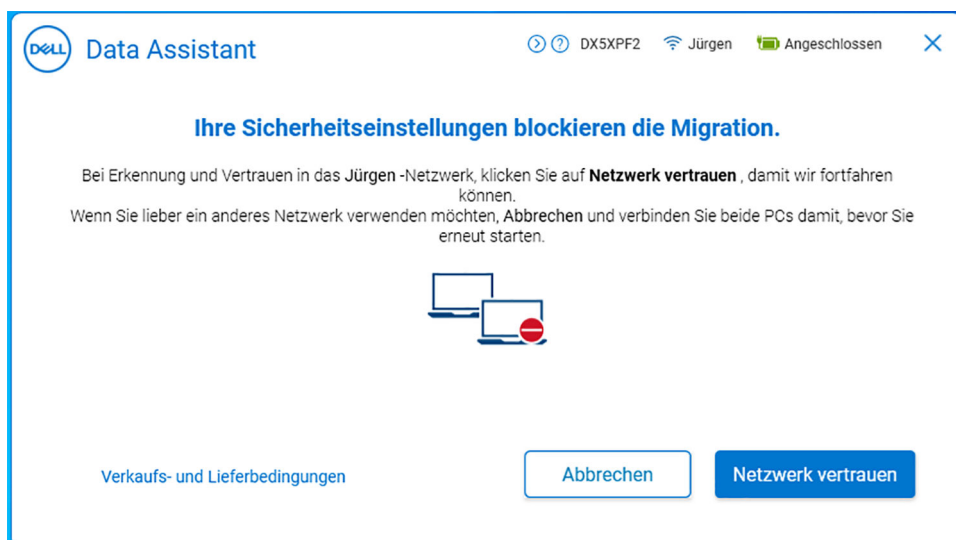 DELL Data Assistant DX5XPF2 Jürgen Angeschlossen
Ihre Sicherheitseinstellungen blockieren die Migration.
Bei Erkennung und Vertrauen in das Jürgen -Netzwerk, klicken Sie auf Netzwerk vertrauen , damit wir fortfahren
können.
Wenn Sie lieber ein anderes Netzwerk verwenden möchten, Abbrechen und verbinden Sie beide PCs damit, bevor Sie
erneut starten.
Verkaufs- und Lieferbedingungen Abbrechen Netzwerk vertrauen